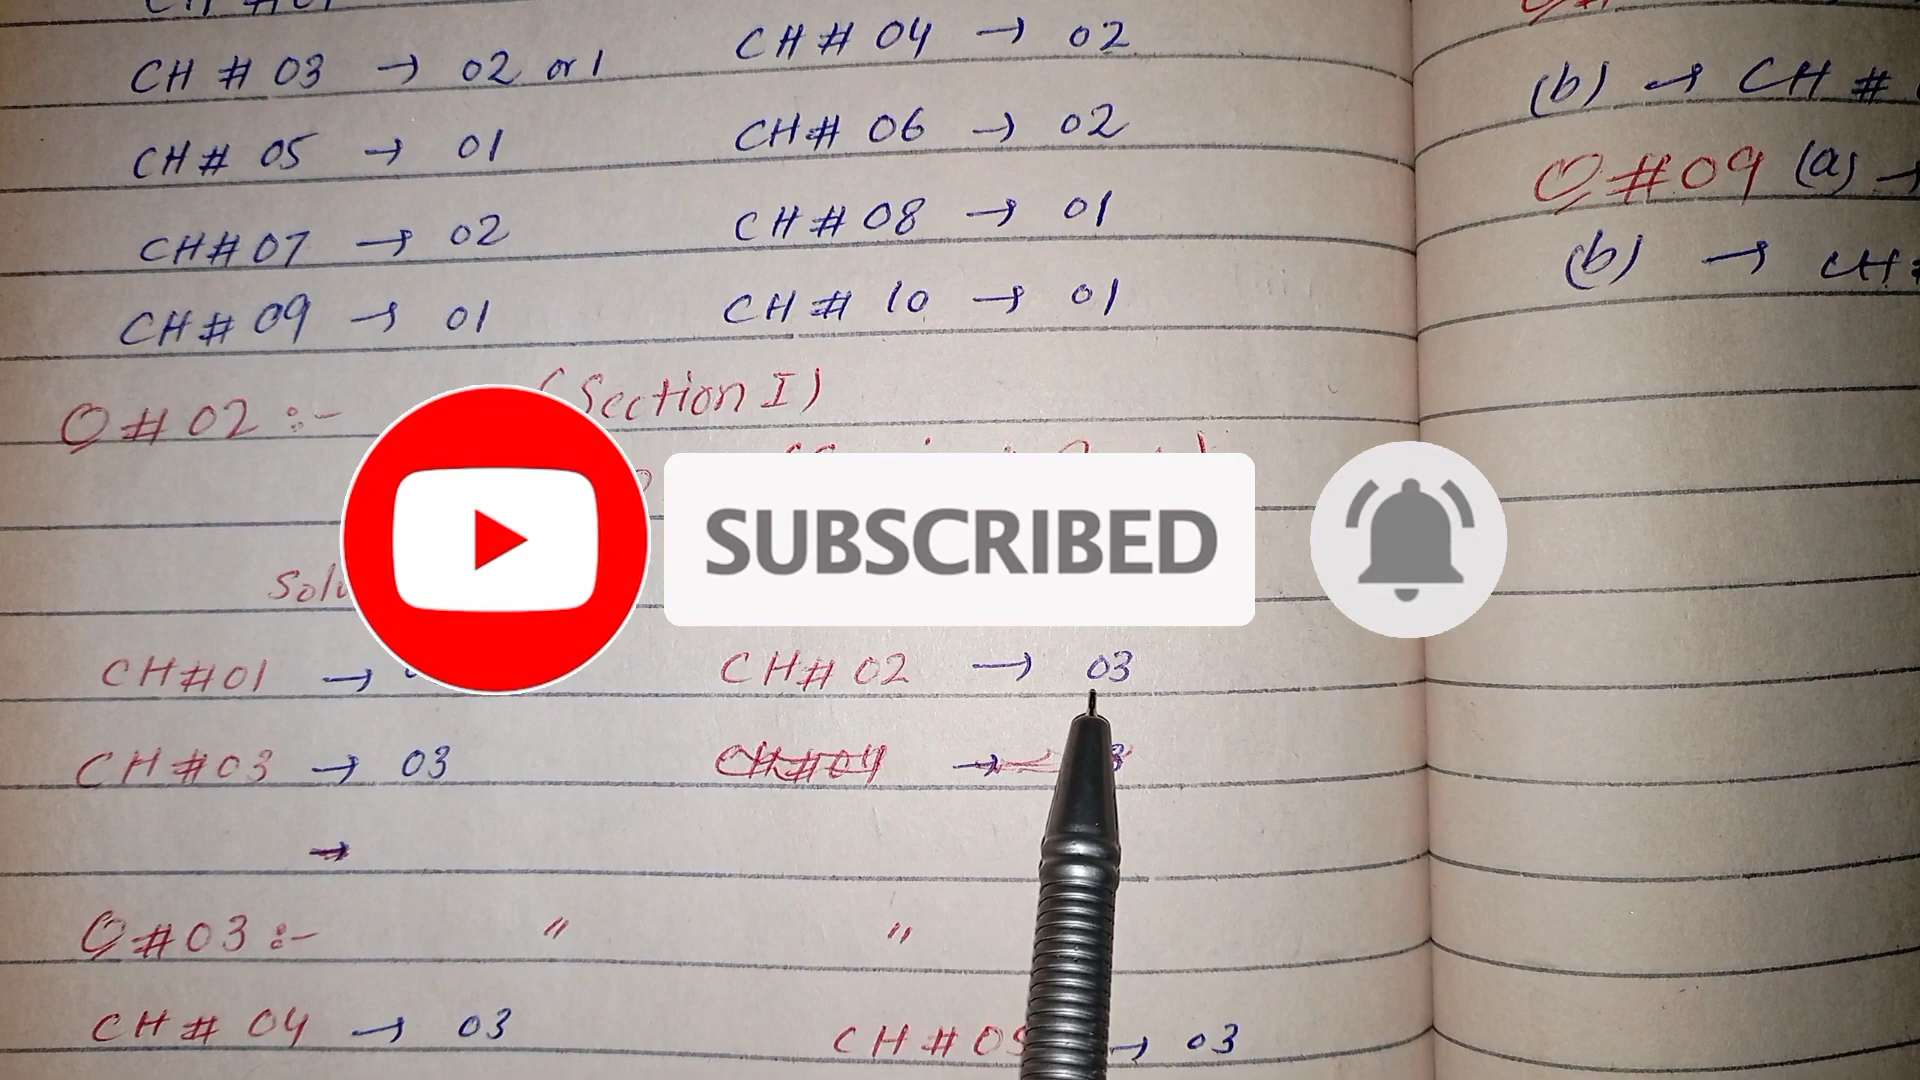 CH # 03 → 02 or 1 CH # 04 → 02
CH # 05 → 01 CH # 06 → 02
CH # 07 → 02 CH # 08 → 01
CH # 09 → 01 CH # 10 → 01
(Section I)
Q # 02 :-
SUBSCRIBED
CH # 01 → CH # 02 → 03
CH # 03 → 03 CH # 04 →
→
Q # 03 :- " "
CH # 04 → 03 CH # → 03
(b) → CH #
Q # 09 (a) →
(b) → CH #